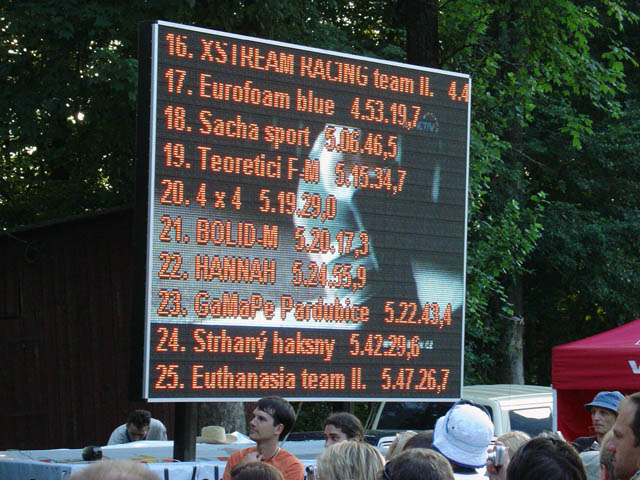 16. XSTREAM RACING team II. 4.4
17. Eurofoam blue 4.53.19,7
18. Sacha sport 5.06.46,5
19. Teoretici F-M 5.15.34,7
20. 4 x 4 5.19.29,0
21. BOLID-M 5.20.17,3
22. HANNAH 5.24.55,9
23. GaMaPe Pardubice 5.22.43,4
24. Strhaný haksny 5.42.29,6
25. Euthanasia team II. 5.47.26,7